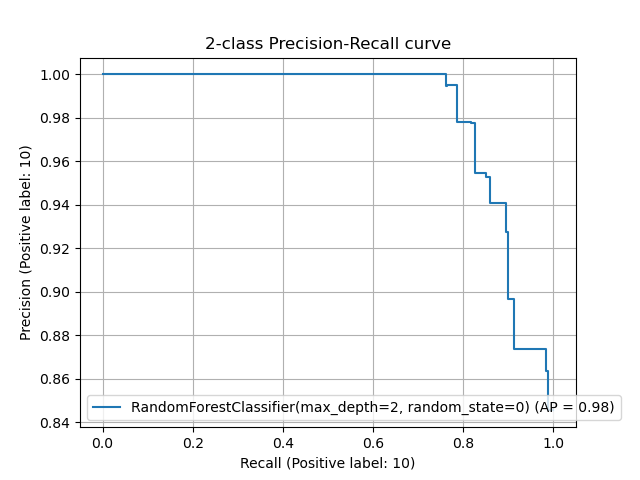 2-class Precision-Recall curve
Precision (Positive label: 10)
1.00
0.98
0.96
0.94
0.92
0.90
0.88
0.86
0.84
RandomForestClassifier(max_depth=2, random_state=0) (AP = 0.98)
0.0 0.2 0.4 0.6 0.8 1.0
Recall (Positive label: 10)